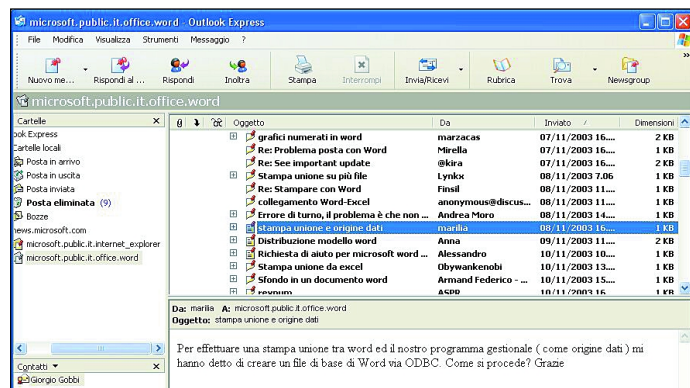 microsoft.public.it.office.word - Outlook Express
File Modifica Visualizza Strumenti Messaggio ?
Nuovo me... Rispondi al ... Rispondi Inoltra Stampa Interrompi Invia/Ricevi Rubrica Trova Newsgroup
microsoft.public.it.office.word
Cartelle
ook Express
Cartelle locali
Posta in arrivo
Posta in uscita
Posta inviata
Posta eliminata (9)
Bozze
news.microsoft.com
microsoft.public.it.internet_explorer
microsoft.public.it.office.word
Contatti
Giorgio Gobbi
Oggetto Da Inviato Dimensioni
grafici numerati in word marzacas 07/11/2003 16.... 2 KB
Re: Problema posta con Word Mirella 07/11/2003 16.... 1 KB
Re: See important update @kira 07/11/2003 16.... 2 KB
Stampa unione su più file Lynkx 08/11/2003 7.06 1 KB
Re: Stampare con Word Finsil 08/11/2003 11.... 1 KB
collegamento Word-Excel anonymous@discus... 08/11/2003 11.... 1 KB
Errore di turno, il problema è che non ... Andrea Moro 08/11/2003 14.... 1 KB
stampa unione e origine dati marilia 08/11/2003 16.... 1 KB
Distribuzione modello word Anna 09/11/2003 11.... 2 KB
Richiesta di aiuto per microsoft word ... Alessandro 10/11/2003 10.... 1 KB
Stampa unione da excel Obywankenobi 10/11/2003 13.... 1 KB
Sfondo in un documento word Armand Federico - ... 10/11/2003 15.... 1 KB
ASPR 10/11/2003 16 1 KB
Da: marilia A: microsoft.public.it.office.word
Oggetto: stampa unione e origine dati
Per effettuare una stampa unione tra word ed il nostro programma gestionale ( come origine dati ) mi
hanno detto di creare un file di base di Word via ODBC. Come si procede? Grazie